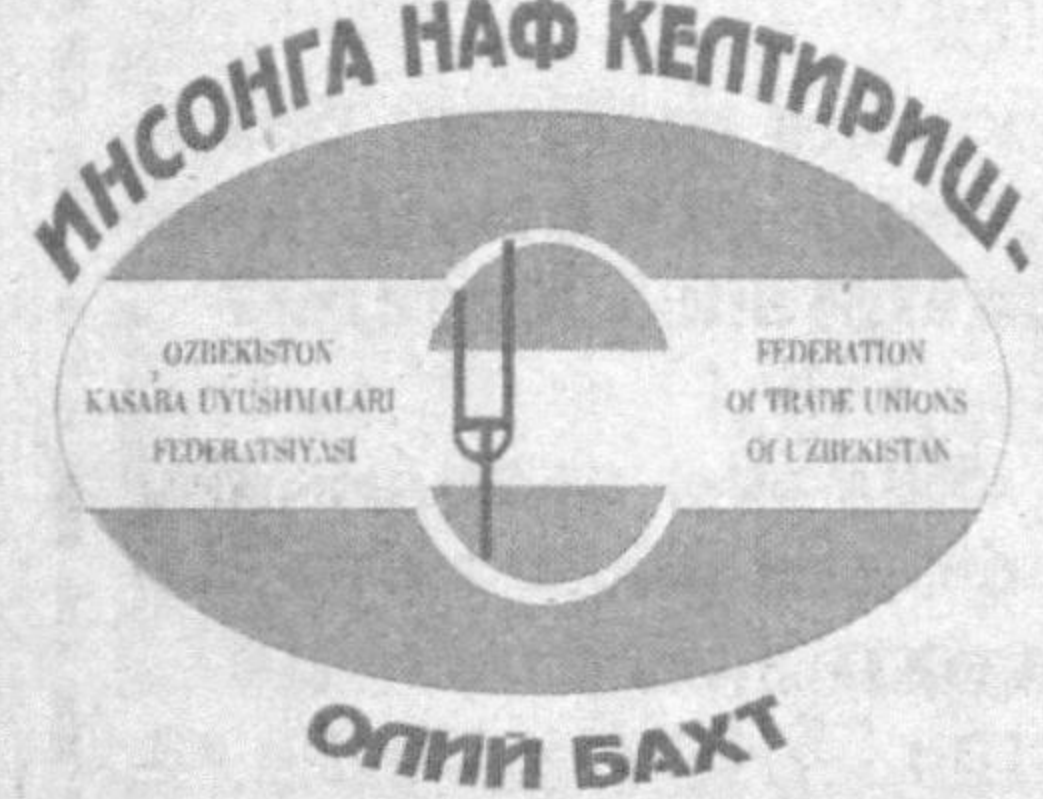 ИНСОНГА НАФ КЕЛТИРИШ-
OZBEKISTON
KASABA UYUSHMALARI
FEDERATSIYASI
FEDERATION
Of TRADE UNIONS
Of UZBEKISTAN
ОЛИЙ БАХТ